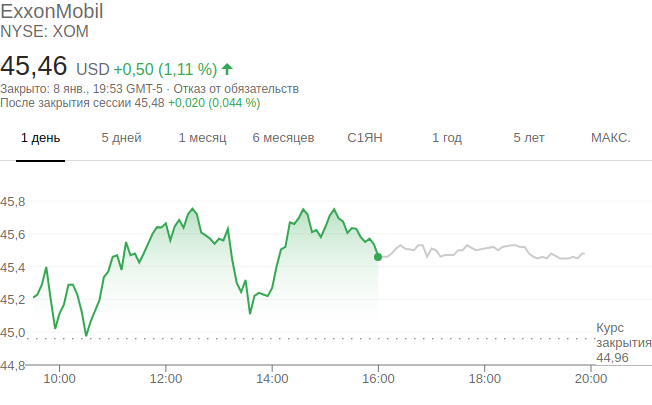 ExxonMobil
NYSE: XOM
45,46 USD +0,50 (1,11 %)
Закрыто: 8 янв., 19:53 GMT-5 · Отказ от обязательств
После закрытия сессии 45,48 +0,020 (0,044 %)
1 день 5 дней 1 месяц 6 месяцев С1ЯН 1 год 5 лет МАКС.
45,8
45,6
45,4
45,2
45,0
Курс
закрытия
44,96
44,8
10:00 12:00 14:00 16:00 18:00 20:00